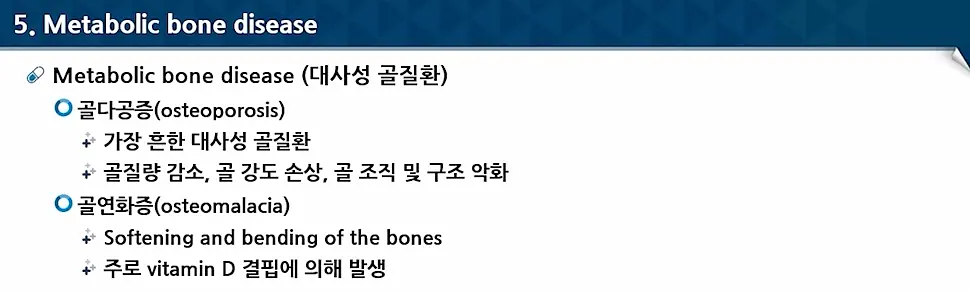 5. Metabolic bone disease
Metabolic bone disease (대사성 골질환)
골다공증(osteoporosis)
가장 흔한 대사성 골질환
골질량 감소, 골 강도 손상, 골 조직 및 구조 악화
골연화증(osteomalacia)
Softening and bending of the bones
주로 vitamin D 결핍에 의해 발생